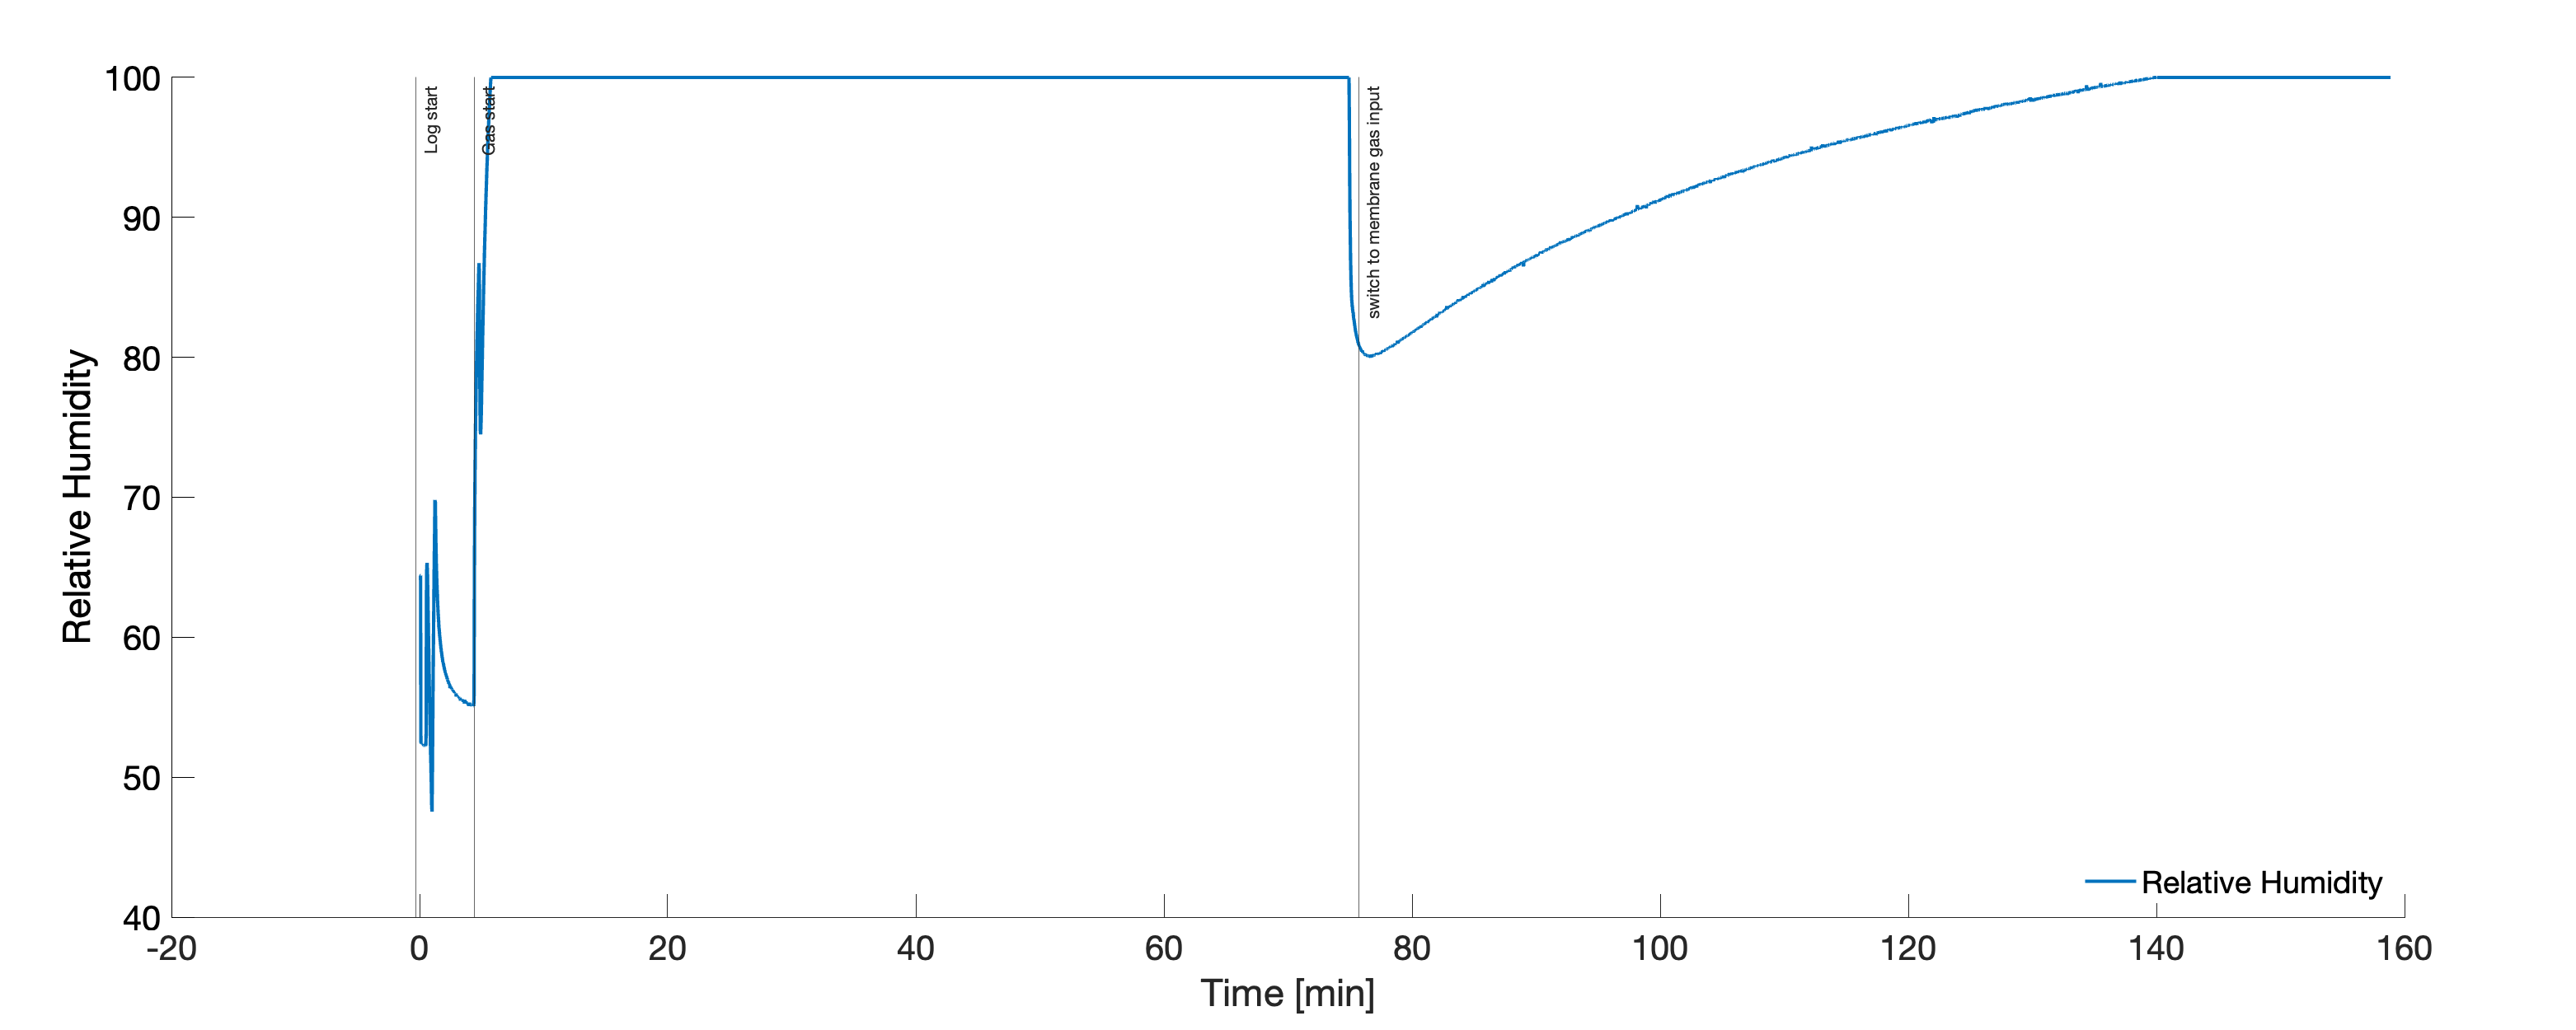 100
90
80
70
60
50
40
Relative Humidity
Log start
Gas start
switch to membrane gas input
Relative Humidity
-20 0 20 40 60 80 100 120 140 160
Time [min]